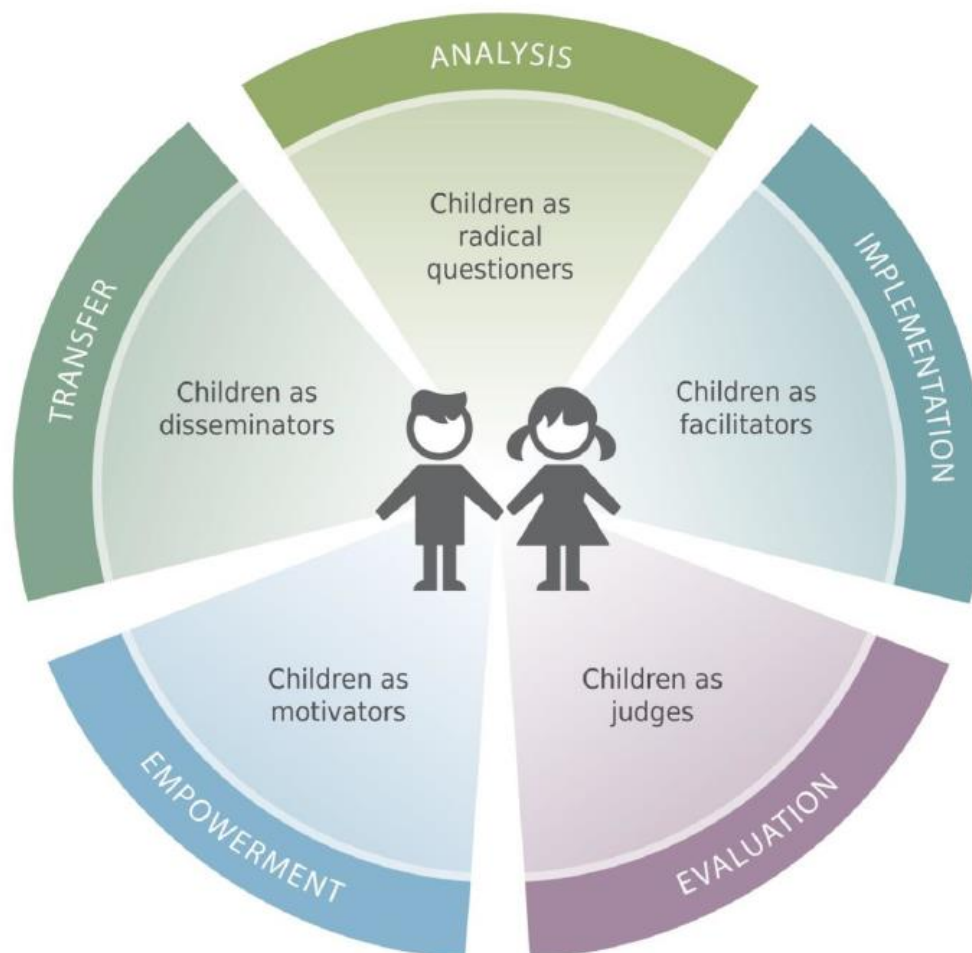 ANALYSIS
Children as
radical
questioners
IMPLEMENTATION
Children as
facilitators
EVALUATION
Children as
judges
EMPOWERMENT
Children as
motivators
TRANSFER
Children as
disseminators